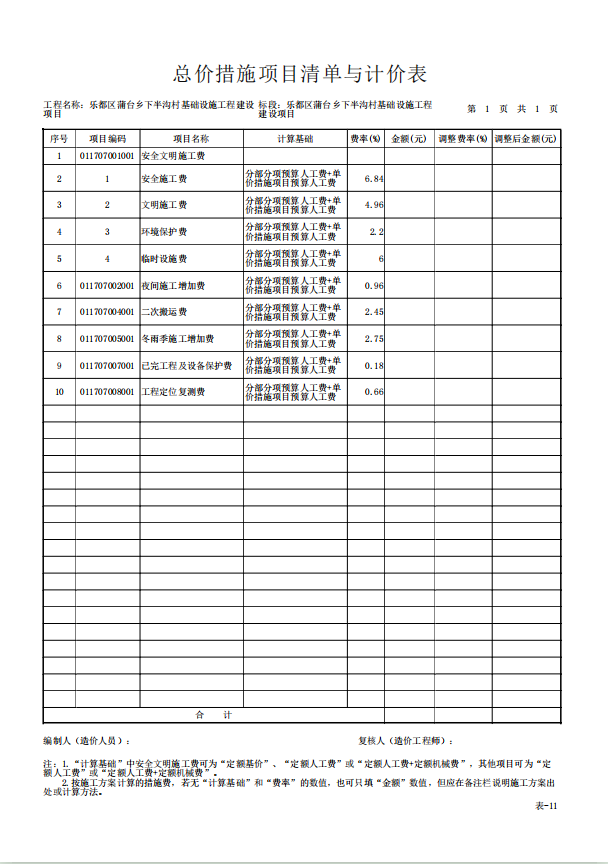 总价措施项目清单与计价表
工程名称：乐都区蒲台乡下半沟村基础设施工程建设项目 标段：乐都区蒲台乡下半沟村基础设施工程建设项目 第 1 页 共 1 页
序号 项目编码 项目名称 计算基础 费率(%) 金额(元) 调整费率(%) 调整后金额(元)
1 011707001001 安全文明施工费
2 1 安全施工费 分部分项预算人工费+单价措施项目预算人工费 6.84
3 2 文明施工费 分部分项预算人工费+单价措施项目预算人工费 4.96
4 3 环境保护费 分部分项预算人工费+单价措施项目预算人工费 2.2
5 4 临时设施费 分部分项预算人工费+单价措施项目预算人工费 6
6 011707002001 夜间施工增加费 分部分项预算人工费+单价措施项目预算人工费 0.96
7 011707004001 二次搬运费 分部分项预算人工费+单价措施项目预算人工费 2.45
8 011707005001 冬雨季施工增加费 分部分项预算人工费+单价措施项目预算人工费 2.75
9 011707007001 已完工程及设备保护费 分部分项预算人工费+单价措施项目预算人工费 0.18
10 011707008001 工程定位复测费 分部分项预算人工费+单价措施项目预算人工费 0.66
合 计
编制人（造价人员）： 复核人（造价工程师）：
注：1.“计算基础”中安全文明施工费可为“定额基价”、“定额人工费”或“定额人工费+定额机械费”，其他项目可为“定
额人工费”或“定额人工费+定额机械费”。
2.按施工方案计算的措施费，若无“计算基础”和“费率”的数值，也可只填“金额”数值，但应在备注栏说明施工方案出
处或计算方法。
表-11